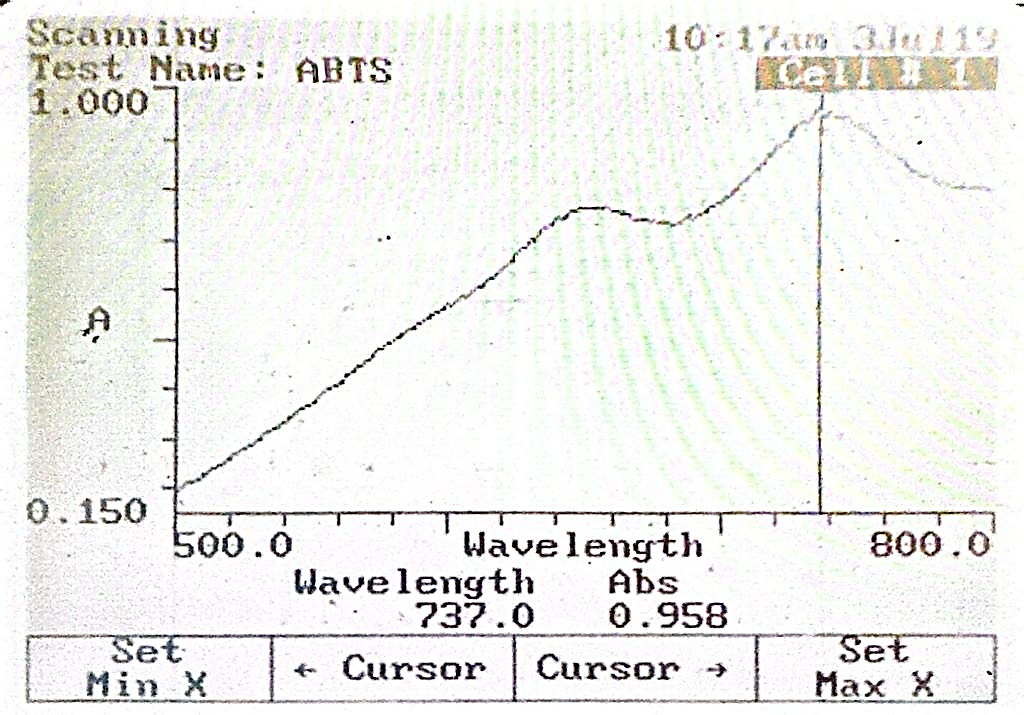 Scanning 10:17am 3Jul19
Test Name: ABTS Cell # 1
1.000
A
0.150
500.0 Wavelength 800.0
Wavelength Abs
737.0 0.958
Set Min X
← Cursor
Cursor →
Set Max X